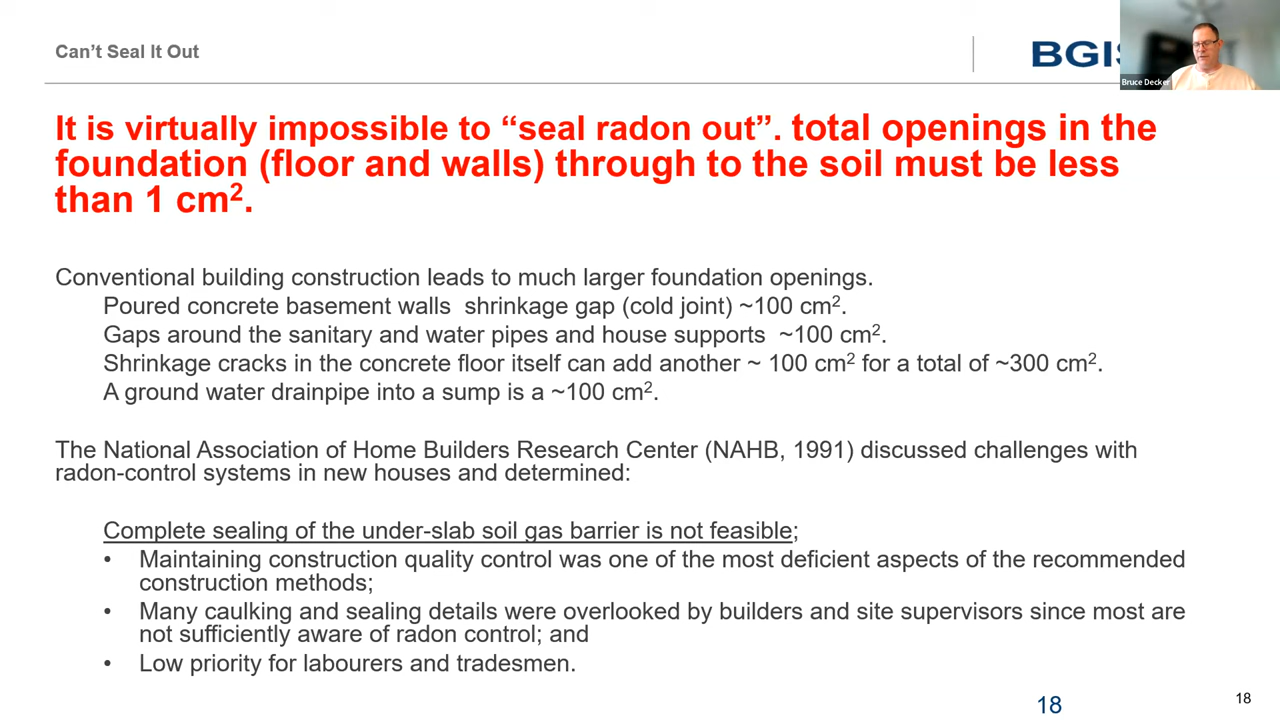 Can’t Seal It Out
BGIS
Bruce Decker
It is virtually impossible to “seal radon out”. total openings in the
foundation (floor and walls) through to the soil must be less
than 1 cm².
Conventional building construction leads to much larger foundation openings.
Poured concrete basement walls shrinkage gap (cold joint) ~100 cm².
Gaps around the sanitary and water pipes and house supports ~100 cm².
Shrinkage cracks in the concrete floor itself can add another ~ 100 cm² for a total of ~300 cm².
A ground water drainpipe into a sump is a ~100 cm².
The National Association of Home Builders Research Center (NAHB, 1991) discussed challenges with
radon-control systems in new houses and determined:
Complete sealing of the under-slab soil gas barrier is not feasible;
• Maintaining construction quality control was one of the most deficient aspects of the recommended
construction methods;
• Many caulking and sealing details were overlooked by builders and site supervisors since most are
not sufficiently aware of radon control; and
• Low priority for labourers and tradesmen.
18
18